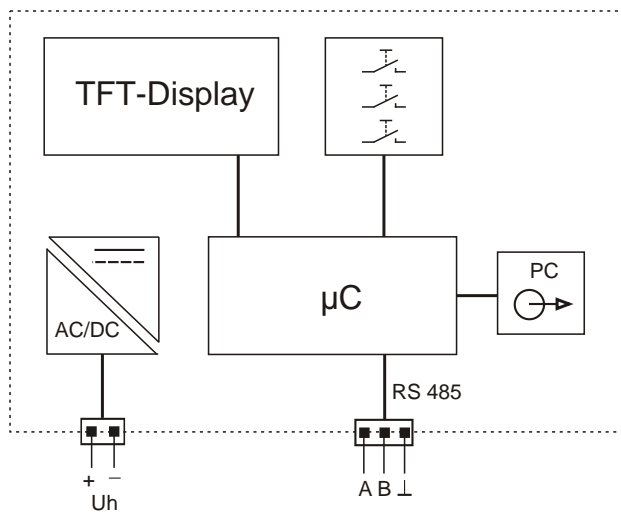 TFT-Display
PC
µC
AC/DC
RS 485
+ −
A B ⊥
Uh